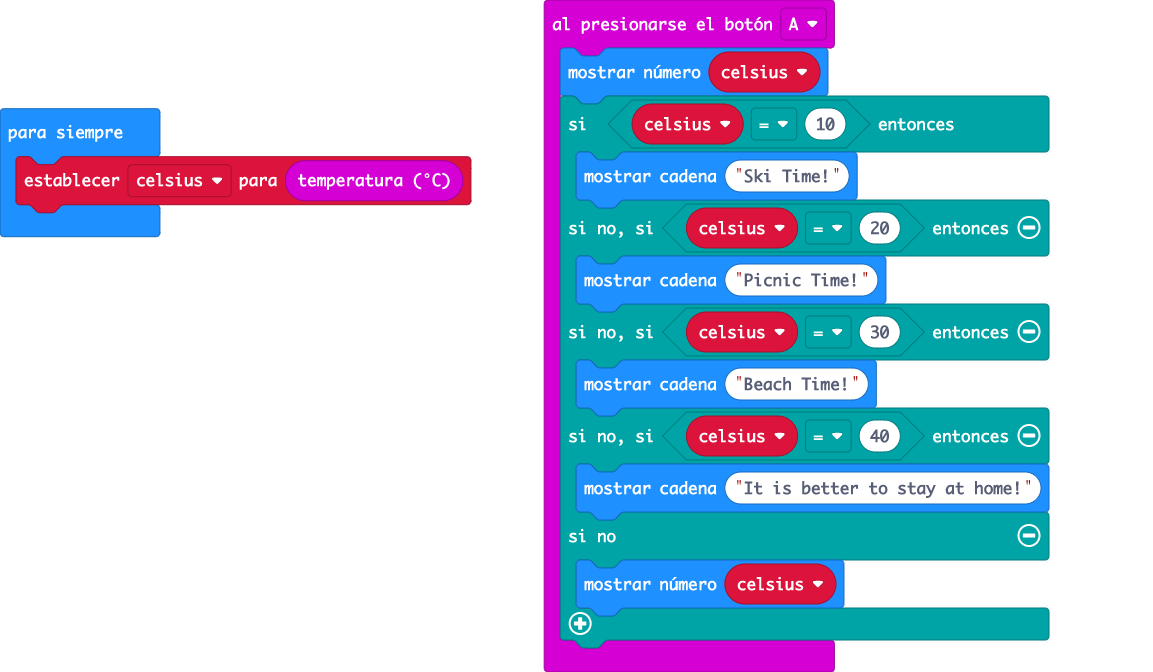 para siempre
establecer celsius para temperatura (°C)
al presionarse el botón A
mostrar número celsius
si celsius = 10 entonces
mostrar cadena "Ski Time!"
si no, si celsius = 20 entonces
mostrar cadena "Picnic Time!"
si no, si celsius = 30 entonces
mostrar cadena "Beach Time!"
si no, si celsius = 40 entonces
mostrar cadena "It is better to stay at home!"
si no
mostrar número celsius